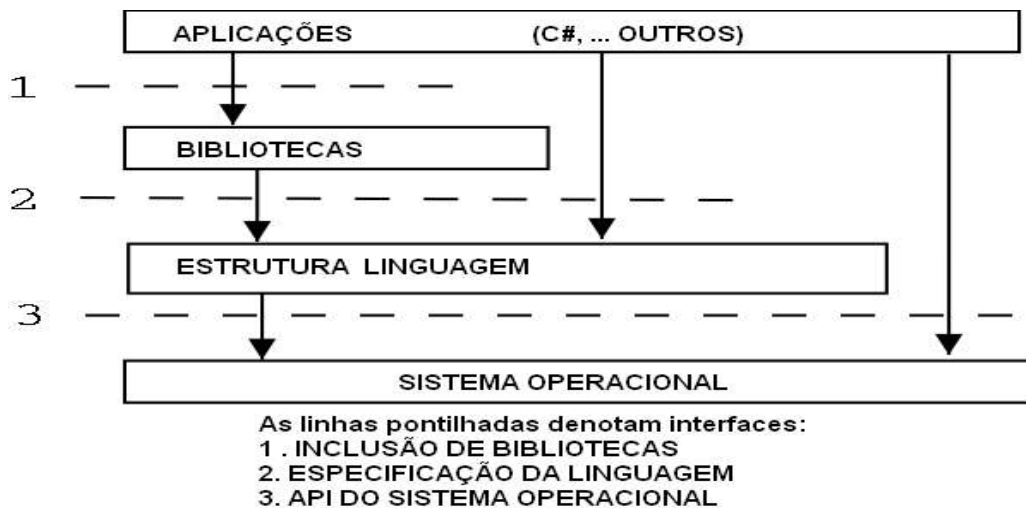 APLICAÇÕES (C#, ... OUTROS)
1
BIBLIOTECAS
2
ESTRUTURA LINGUAGEM
3
SISTEMA OPERACIONAL
As linhas pontilhadas denotam interfaces:
1 . INCLUSÃO DE BIBLIOTECAS
2. ESPECIFICAÇÃO DA LINGUAGEM
3. API DO SISTEMA OPERACIONAL